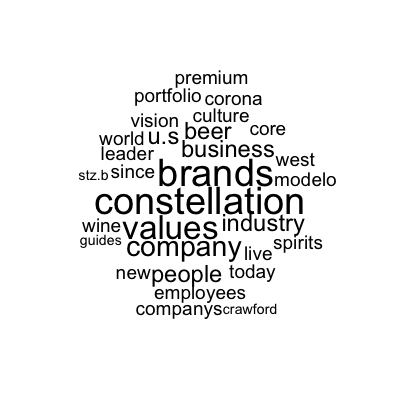 premium
portfolio corona
vision culture
world u.s beer core
leader business west
stz.b since brands modelo
constellation
wine values industry
guides company live spirits
new people today
employees
companys crawford